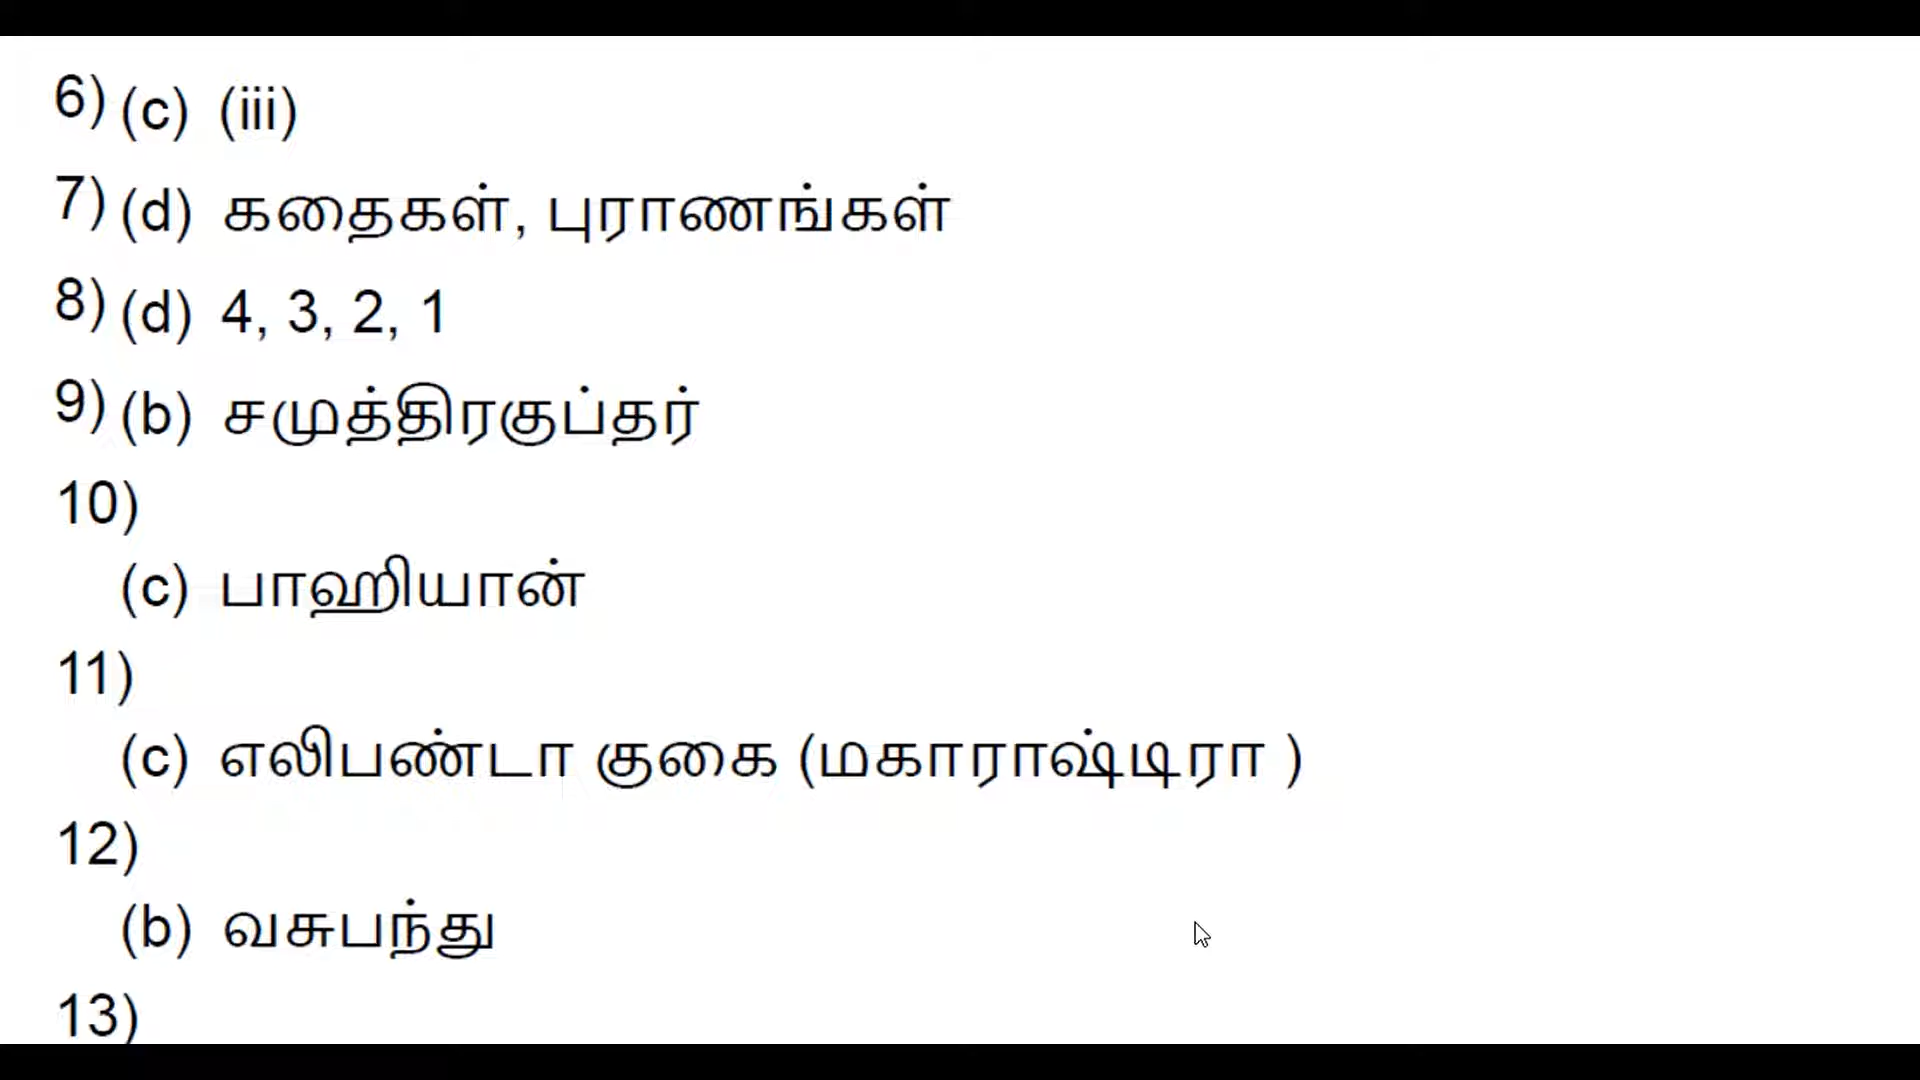 6) (c) (iii)
7) (d) கதைகள், புராணங்கள்
8) (d) 4, 3, 2, 1
9) (b) சமுத்திரகுப்தர்
10)
(c) பாஹியான்
11)
(c) எலிபண்டா குகை (மகாராஷ்டிரா )
12)
(b) வசுபந்து
13)